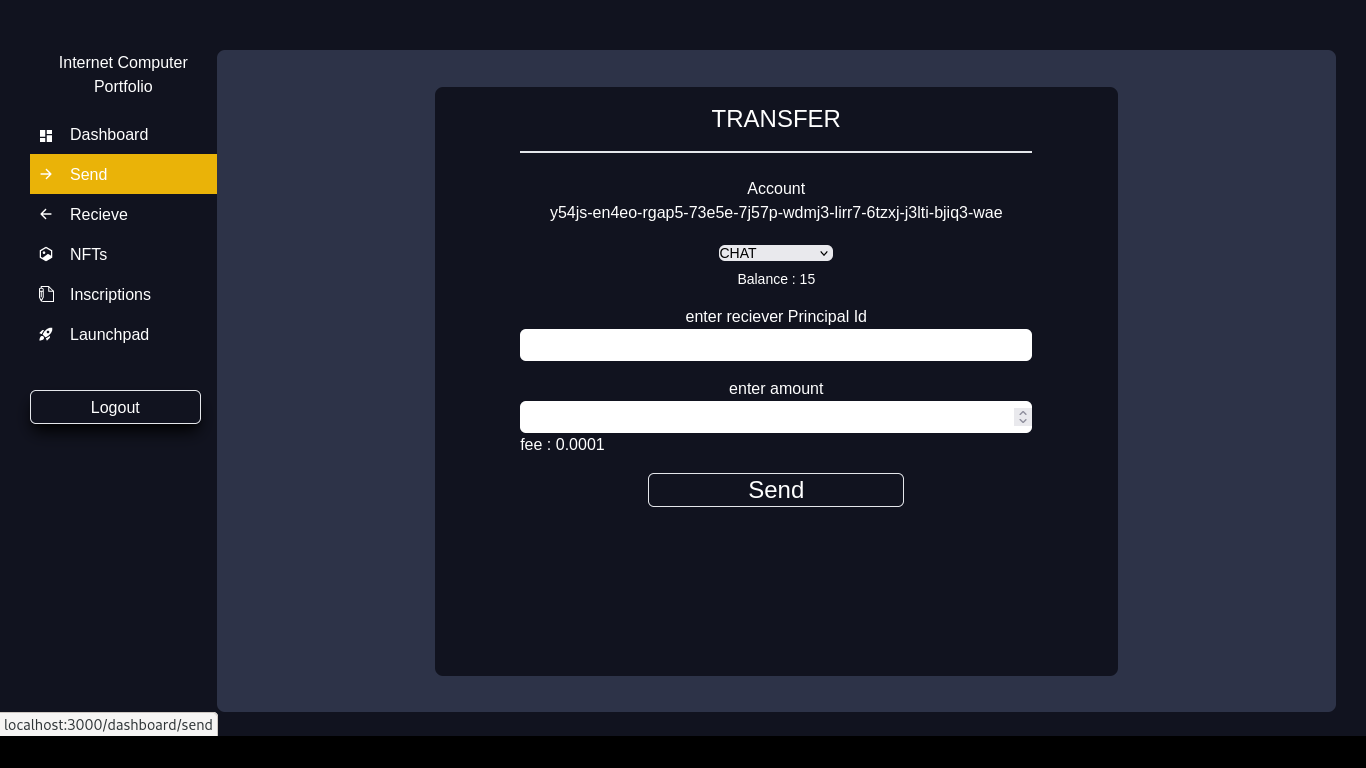 Internet Computer
Portfolio
Dashboard
Send
Recieve
NFTs
Inscriptions
Launchpad
Logout
TRANSFER
Account
y54js-en4eo-rgap5-73e5e-7j57p-wdmj3-lirr7-6tzxj-j3lti-bjiq3-wae
CHAT
Balance : 15
enter reciever Principal Id
enter amount
fee : 0.0001
Send
localhost:3000/dashboard/send